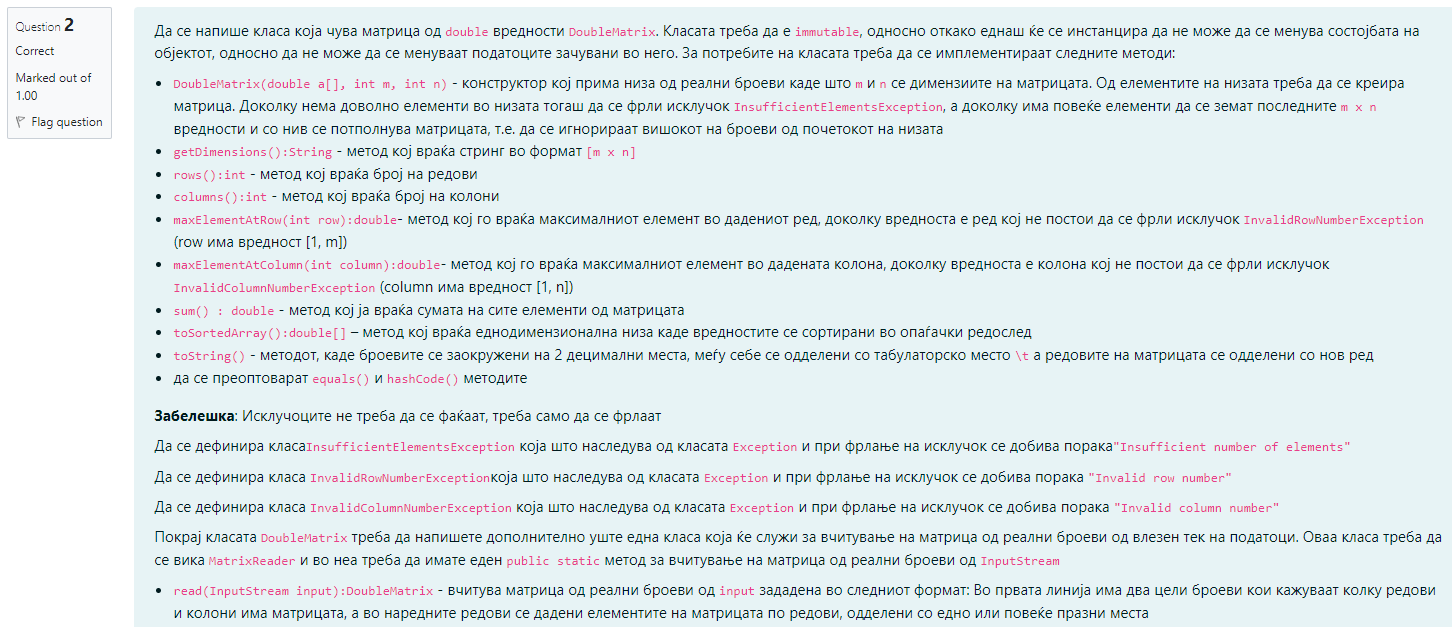 Question 2
Correct
Marked out of
1.00
Flag question
Да се напише класа која чува матрица од double вредности DoubleMatrix. Класата треба да е immutable, односно откако еднаш ќе се инстанцира да не може да се менува состојбата на
објектот, односно да не може да се менуваат податоците зачувани во него. За потребите на класата треба да се имплементираат следните методи:
• DoubleMatrix(double a[], int m, int n) - конструктор кој прима низа од реални броеви каде што m и n се димензиите на матрицата. Од елементите на низата треба да се креира
матрица. Доколку нема доволно елементи во низата тогаш да се фрли исклучок InsufficientElementsException, а доколку има повеќе елементи да се земат последните m x n
вредности и со нив се потполнува матрицата, т.е. да се игнорираат вишокот на броеви од почетокот на низата
• getDimensions():String - метод кој враќа стринг во формат [m x n]
• rows():int - метод кој враќа број на редови
• columns():int - метод кој враќа број на колони
• maxElementAtRow(int row):double- метод кој го враќа максималниот елемент во дадениот ред, доколку вредноста е ред кој не постои да се фрли исклучок InvalidRowNumberException
(row има вредност [1, m])
• maxElementAtColumn(int column):double- метод кој го враќа максималниот елемент во дадената колона, доколку вредноста е колона кој не постои да се фрли исклучок
InvalidColumnNumberException (column има вредност [1, n])
• sum() : double - метод кој ја враќа сумата на сите елементи од матрицата
• toSortedArray():double[] – метод кој враќа еднодимензионална низа каде вредностите се сортирани во опаѓачки редослед
• toString() - методот, каде броевите се заокружени на 2 децимални места, меѓу себе се одделени со табулаторско место \t а редовите на матрицата се одделени со нов ред
• да се преоптоварат equals() и hashCode() методите
Забелешка: Исклучоците не треба да се фаќаат, треба само да се фрлаат
Да се дефинира класаInsufficientElementsException која што наследува од класата Exception и при фрлање на исклучок се добива порака"Insufficient number of elements"
Да се дефинира класа InvalidRowNumberExceptionкоја што наследува од класата Exception и при фрлање на исклучок се добива порака "Invalid row number"
Да се дефинира класа InvalidColumnNumberException која што наследува од класата Exception и при фрлање на исклучок се добива порака "Invalid column number"
Покрај класата DoubleMatrix треба да напишете дополнително уште една класа која ќе служи за вчитување на матрица од реални броеви од влезен тек на податоци. Оваа класа треба да
се вика MatrixReader и во неа треба да имате еден public static метод за вчитување на матрица од реални броеви од InputStream
• read(InputStream input):DoubleMatrix - вчитува матрица од реални броеви од input зададена во следниот формат: Во првата линија има два цели броеви кои кажуваат колку редови
и колони има матрицата, а во наредните редови се дадени елементите на матрицата по редови, одделени со едно или повеќе празни места